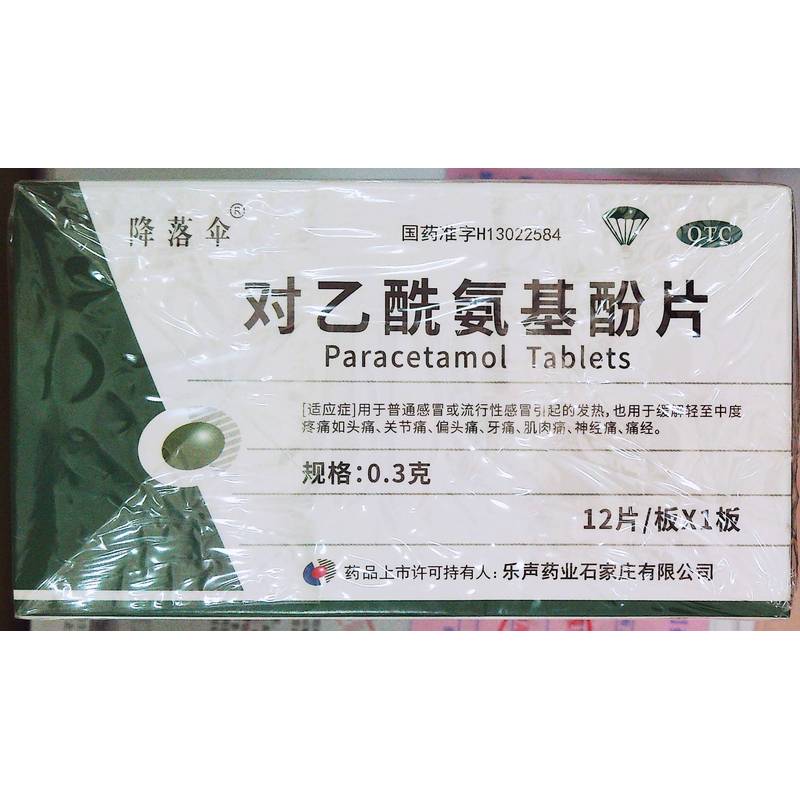 降落伞®
国药准字H13022584
OTC
对乙酰氨基酚片
Paracetamol Tablets
[适应症]用于普通感冒或流行性感冒引起的发热,也用于缓解轻至中度
疼痛如头痛、关节痛、偏头痛、牙痛、肌肉痛、神经痛、痛经。
规格:0.3克
12片/板X1板
药品上市许可持有人:乐声药业石家庄有限公司